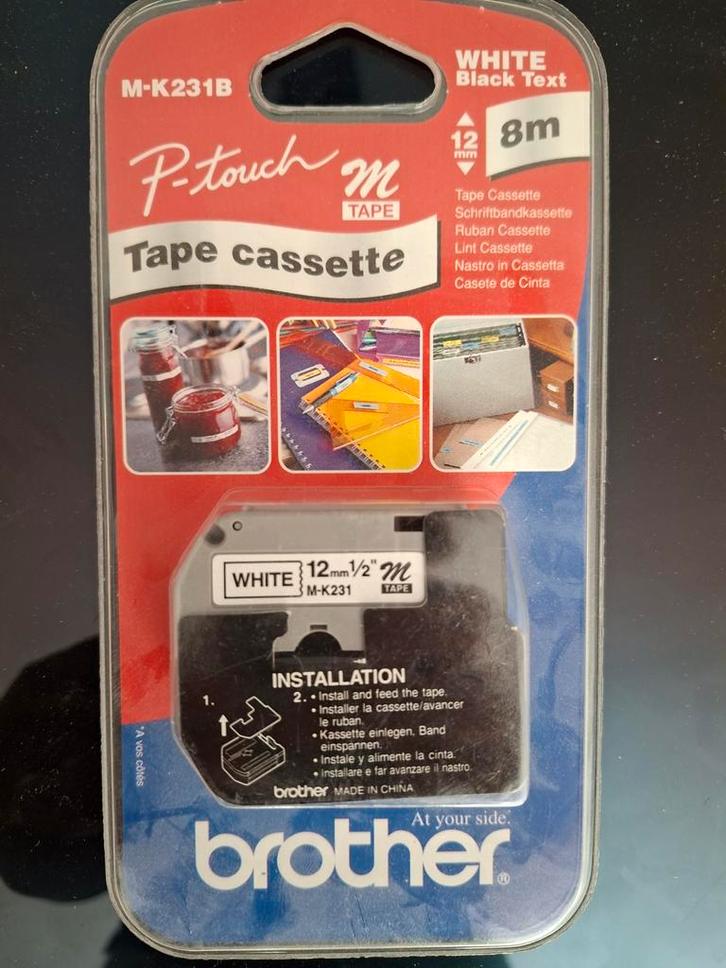 M-K231B
WHITE
Black Text
12
mm
8m
P-touch
M
TAPE
Tape cassette
Tape Cassette
Schriftbandkassette
Ruban Cassette
Lint Cassette
Nastro in Cassetta
Casete de Cinta
WHITE
12mm 1/2" M
M-K231 TAPE
INSTALLATION
1.
2. • Install and feed the tape.
• Installer la cassette/avancer
le ruban.
• Kassette einlegen. Band
einspannen.
• Instale y alimente la cinta.
• Installare e far avanzare il nastro.
brother MADE IN CHINA
*A vos côtés
At your side.*
brother®